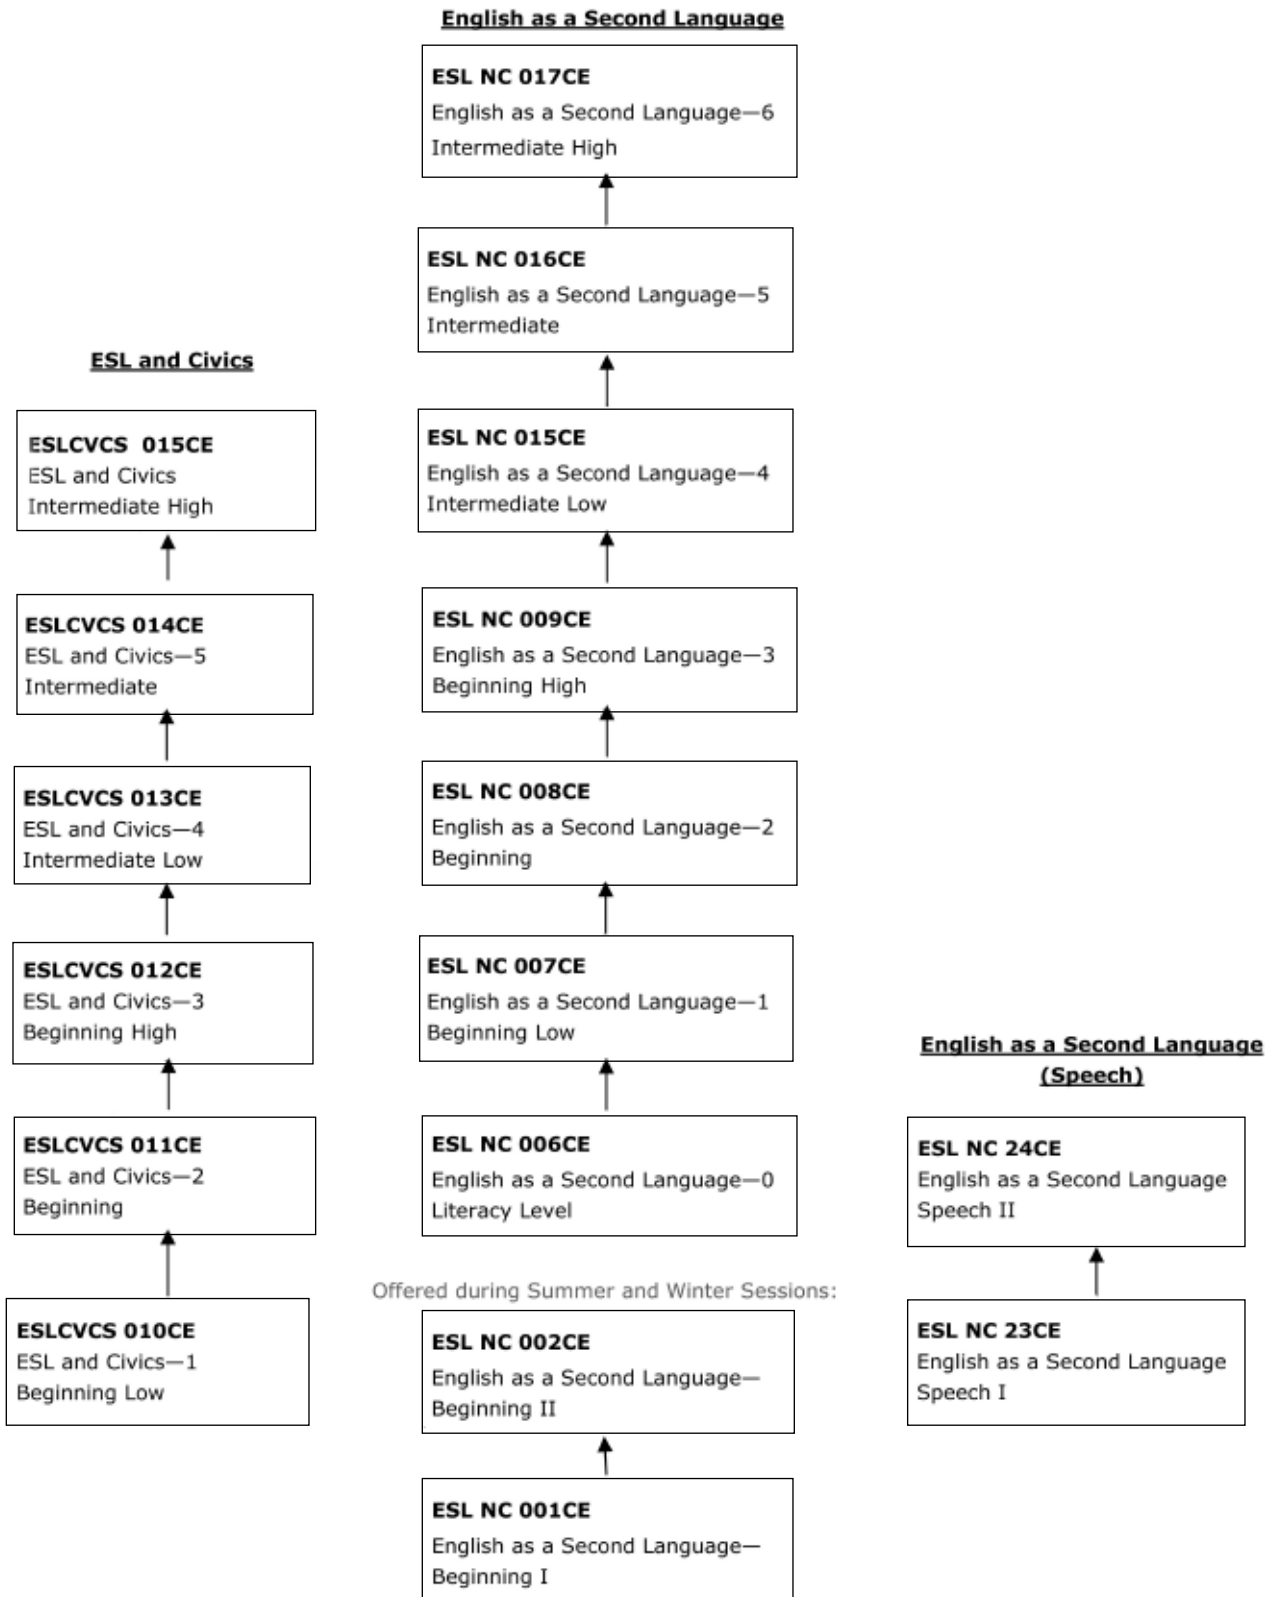 English as a Second Language
ESL NC 017CE
English as a Second Language—6
Intermediate High
ESL NC 016CE
English as a Second Language—5
Intermediate
ESL NC 015CE
English as a Second Language—4
Intermediate Low
ESL NC 009CE
English as a Second Language—3
Beginning High
ESL NC 008CE
English as a Second Language—2
Beginning
ESL NC 007CE
English as a Second Language—1
Beginning Low
ESL NC 006CE
English as a Second Language—0
Literacy Level
Offered during Summer and Winter Sessions:
ESL NC 002CE
English as a Second Language—
Beginning II
ESL NC 001CE
English as a Second Language—
Beginning I
ESL and Civics
ESLCVCS  015CE
ESL and Civics
Intermediate High
ESLCVCS 014CE
ESL and Civics—5
Intermediate
ESLCVCS 013CE
ESL and Civics—4
Intermediate Low
ESLCVCS 012CE
ESL and Civics—3
Beginning High
ESLCVCS 011CE
ESL and Civics—2
Beginning
ESLCVCS 010CE
ESL and Civics—1
Beginning Low
English as a Second Language
(Speech)
ESL NC 24CE
English as a Second Language
Speech II
ESL NC 23CE
English as a Second Language
Speech I